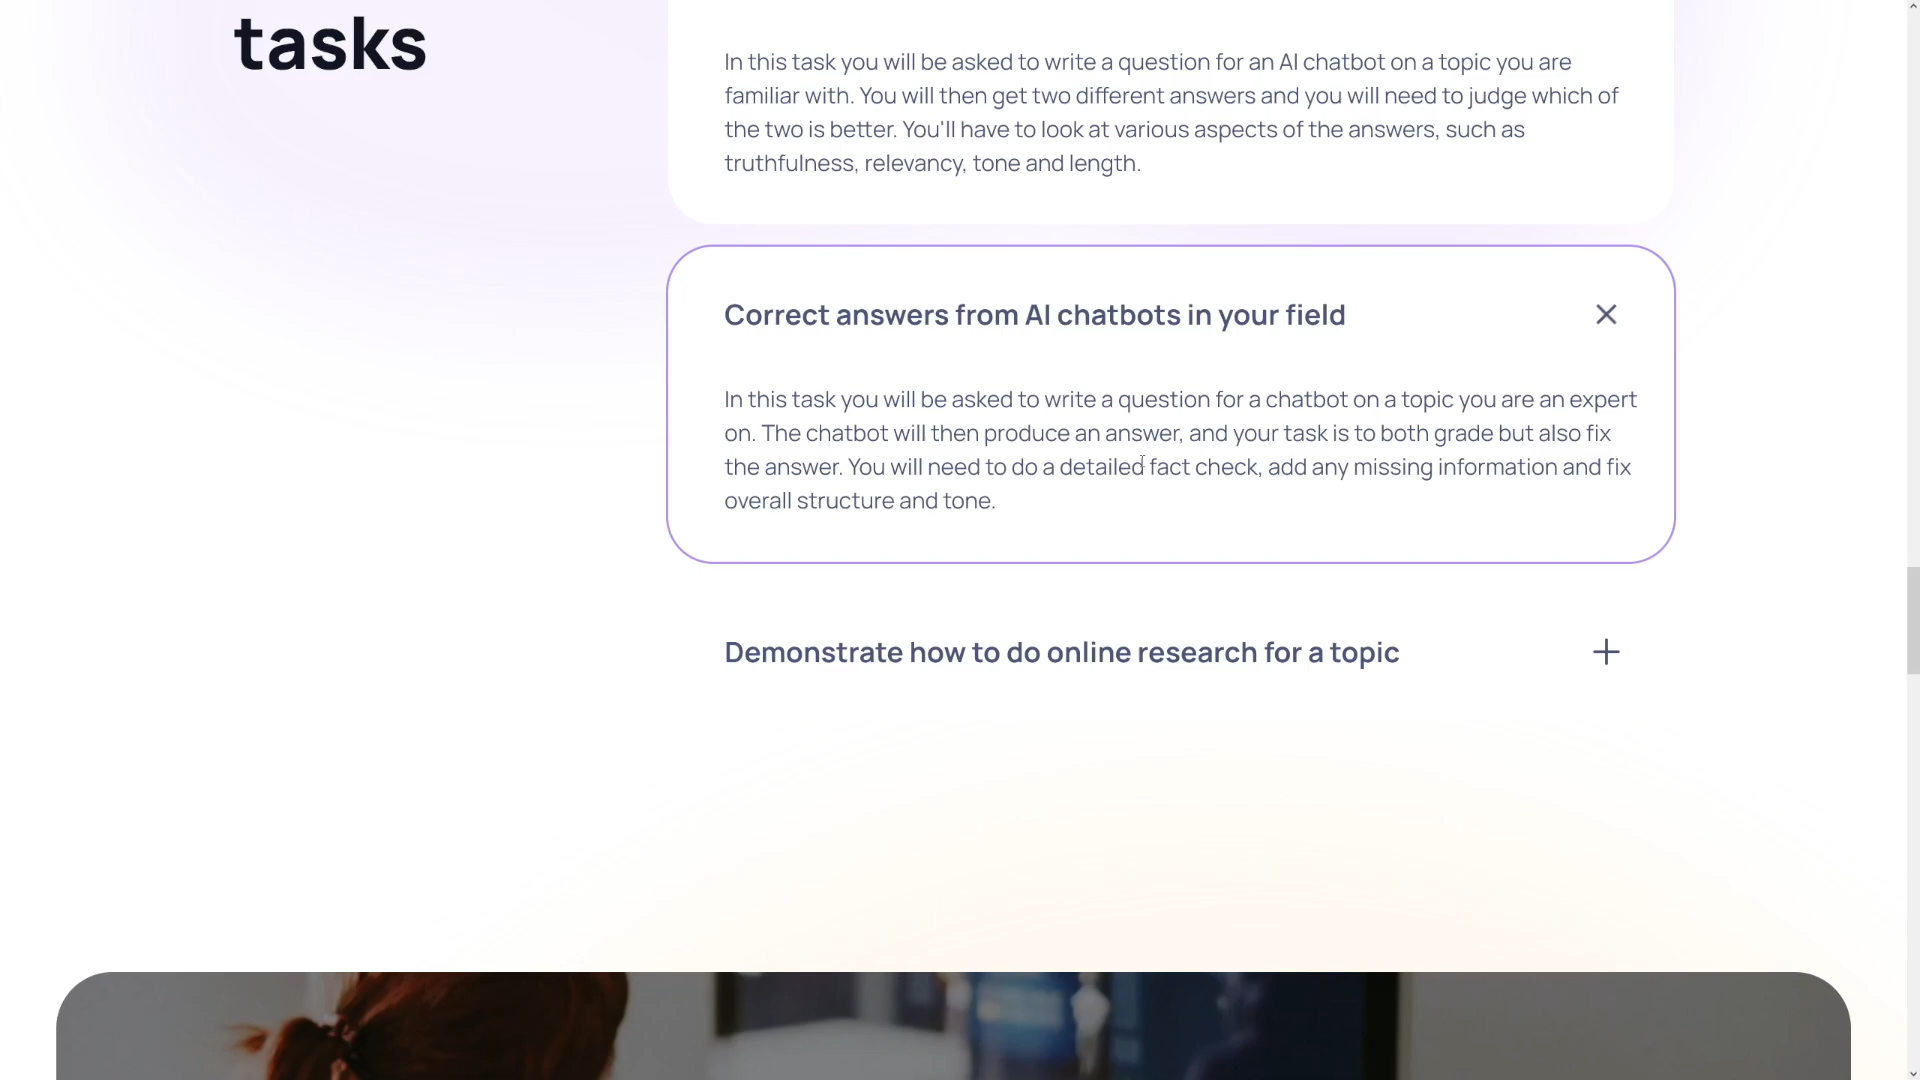 tasks
In this task you will be asked to write a question for an AI chatbot on a topic you are
familiar with. You will then get two different answers and you will need to judge which of
the two is better. You'll have to look at various aspects of the answers, such as
truthfulness, relevancy, tone and length.
Correct answers from AI chatbots in your field
In this task you will be asked to write a question for a chatbot on a topic you are an expert
on. The chatbot will then produce an answer, and your task is to both grade but also fix
the answer. You will need to do a detailed fact check, add any missing information and fix
overall structure and tone.
Demonstrate how to do online research for a topic